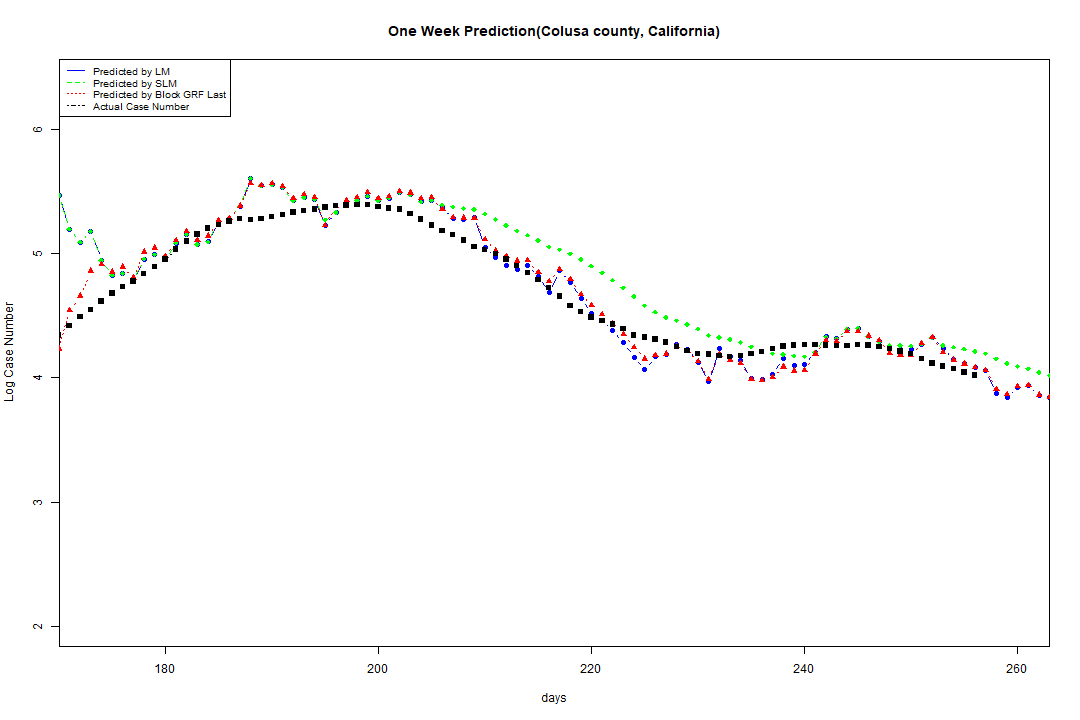 One Week Prediction(Colusa county, California)
Predicted by LM
Predicted by SLM
Predicted by Block GRF Last
Actual Case Number
6
5
4
3
2
Log Case Number
180 200 220 240 260
days